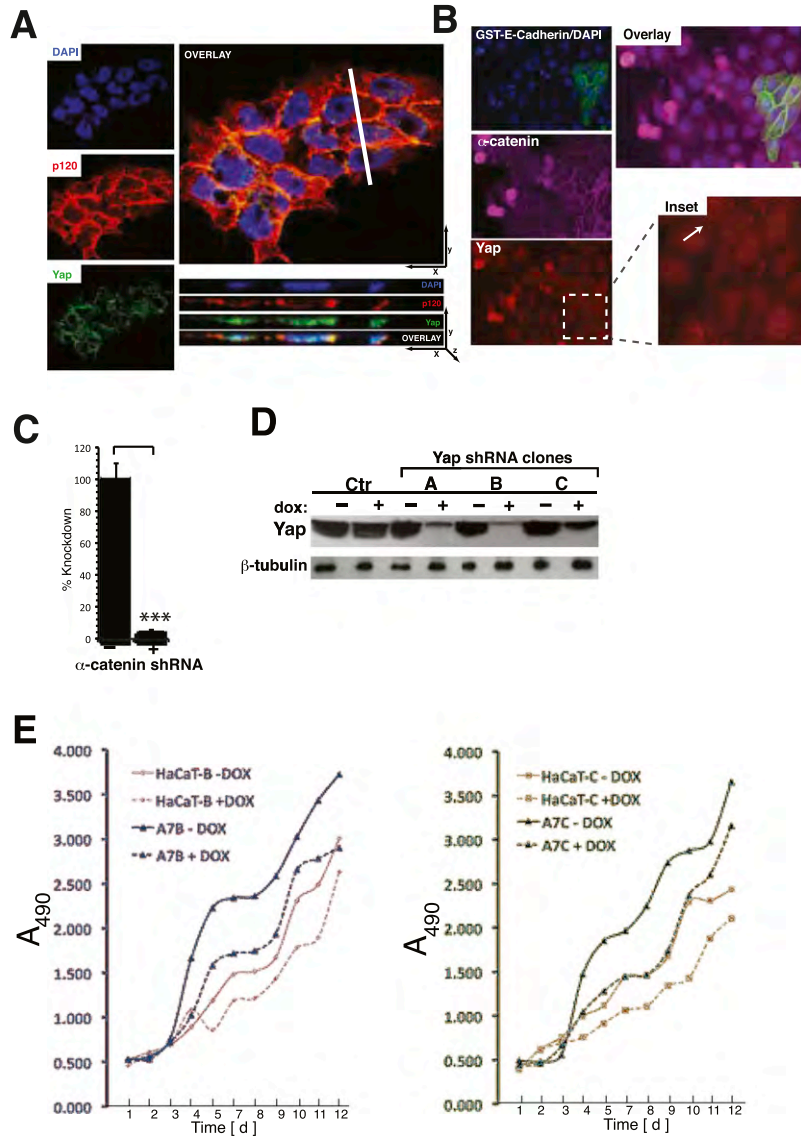 A
DAPI
p120
Yap
OVERLAY
y
x
DAPI
p120
Yap
OVERLAY
y
x
z
B
GST-E-Cadherin/DAPI
α-catenin
Yap
Overlay
Inset
C
120
100
80
60
40
20
0
% Knockdown
***
− +
α-catenin shRNA
D
Yap shRNA clones
Ctr A B C
dox: − + − + − + − +
Yap
β-tubulin
E
4.000
3.500
3.000
2.500
2.000
1.500
1.000
0.500
0.000
A490
HaCaT-B -DOX
HaCaT-B +DOX
A7B - DOX
A7B + DOX
1 2 3 4 5 6 7 8 9 10 11 12
Time [ d ]
4.000
3.500
3.000
2.500
2.000
1.500
1.000
0.500
0.000
A490
HaCaT-C - DOX
HaCaT-C +DOX
A7C - DOX
A7C + DOX
1 2 3 4 5 6 7 8 9 10 11 12
Time [ d ]